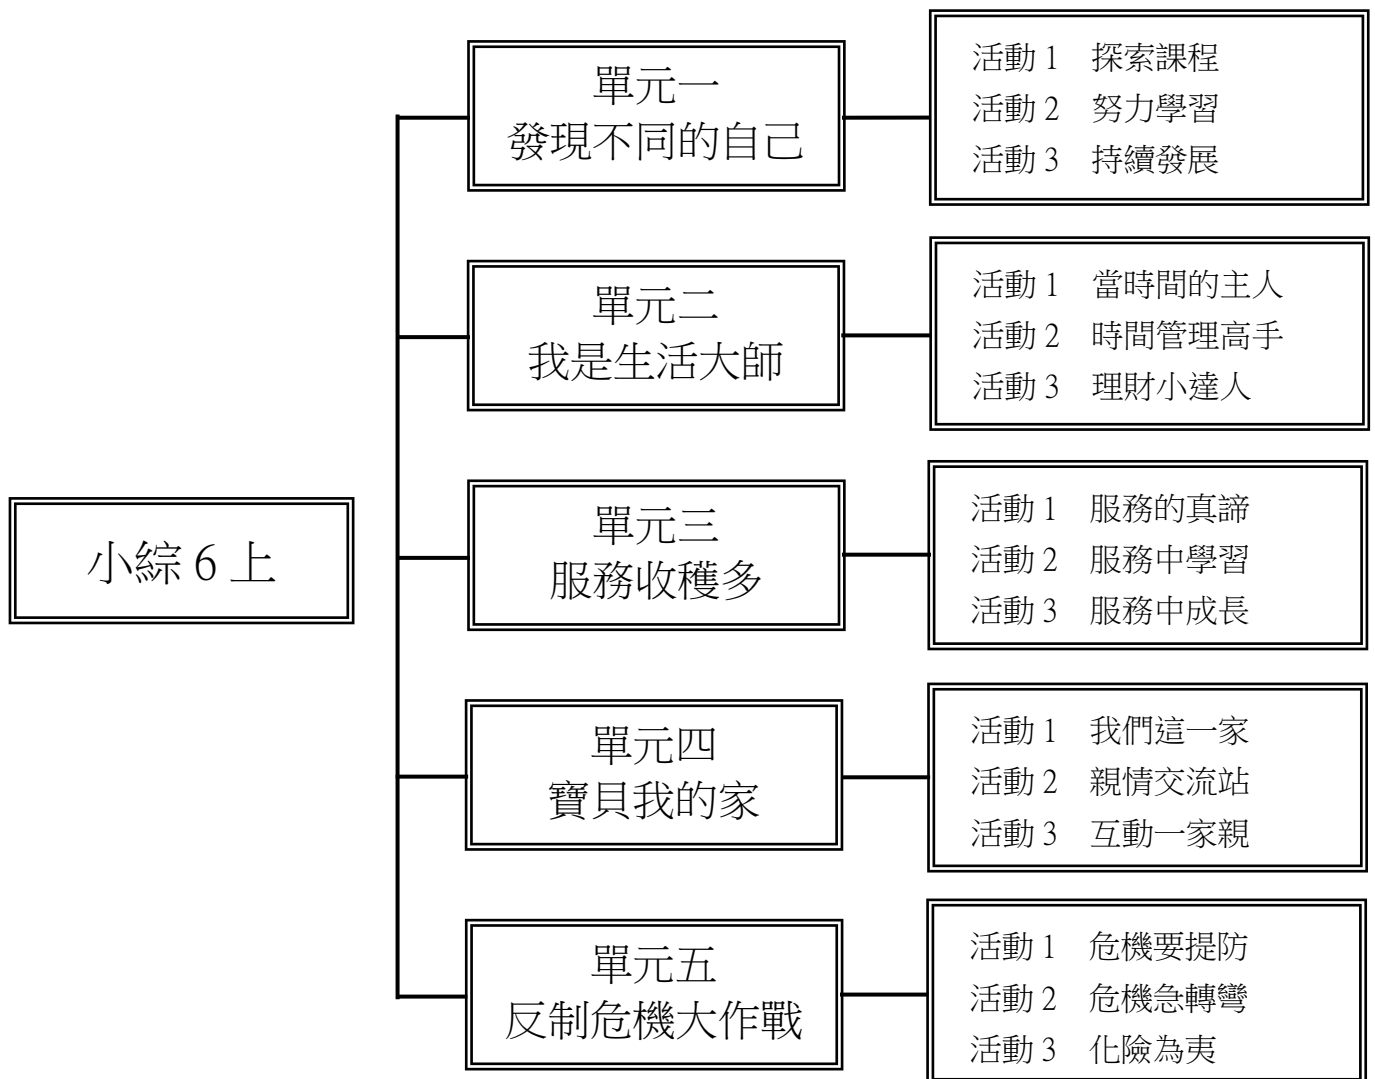 小綜 6 上
單元一
發現不同的自己
活動 1　探索課程
活動 2　努力學習
活動 3　持續發展
單元二
我是生活大師
活動 1　當時間的主人
活動 2　時間管理高手
活動 3　理財小達人
單元三
服務收穫多
活動 1　服務的真諦
活動 2　服務中學習
活動 3　服務中成長
單元四
寶貝我的家
活動 1　我們這一家
活動 2　親情交流站
活動 3　互動一家親
單元五
反制危機大作戰
活動 1　危機要提防
活動 2　危機急轉彎
活動 3　化險為夷